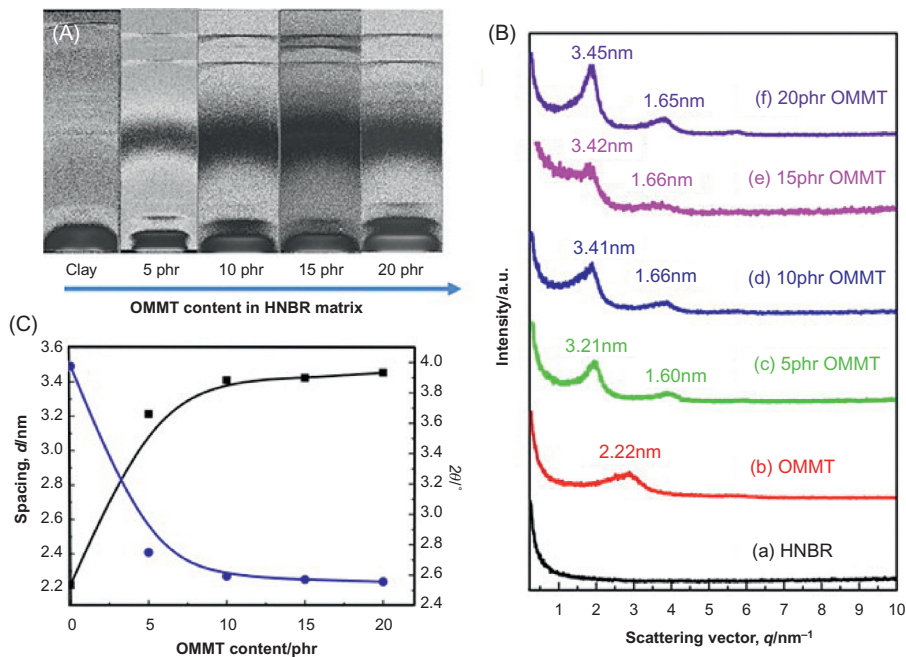 (A)
Clay 5 phr 10 phr 15 phr 20 phr
OMMT content in HNBR matrix
(B)
3.45nm
1.65nm
(f) 20phr OMMT
3.42nm
1.66nm
(e) 15phr OMMT
3.41nm
1.66nm
(d) 10phr OMMT
3.21nm
1.60nm
(c) 5phr OMMT
2.22nm
(b) OMMT
(a) HNBR
Intensity/a.u.
1 2 3 4 5 6 7 8 9 10
Scattering vector, q/nm⁻¹
(C)
3.6
3.4
3.2
3.0
2.8
2.6
2.4
2.2
Spacing, d/nm
4.0
3.8
3.6
3.4
3.2
3.0
2.8
2.6
2.4
2θ/°
0 5 10 15 20
OMMT content/phr